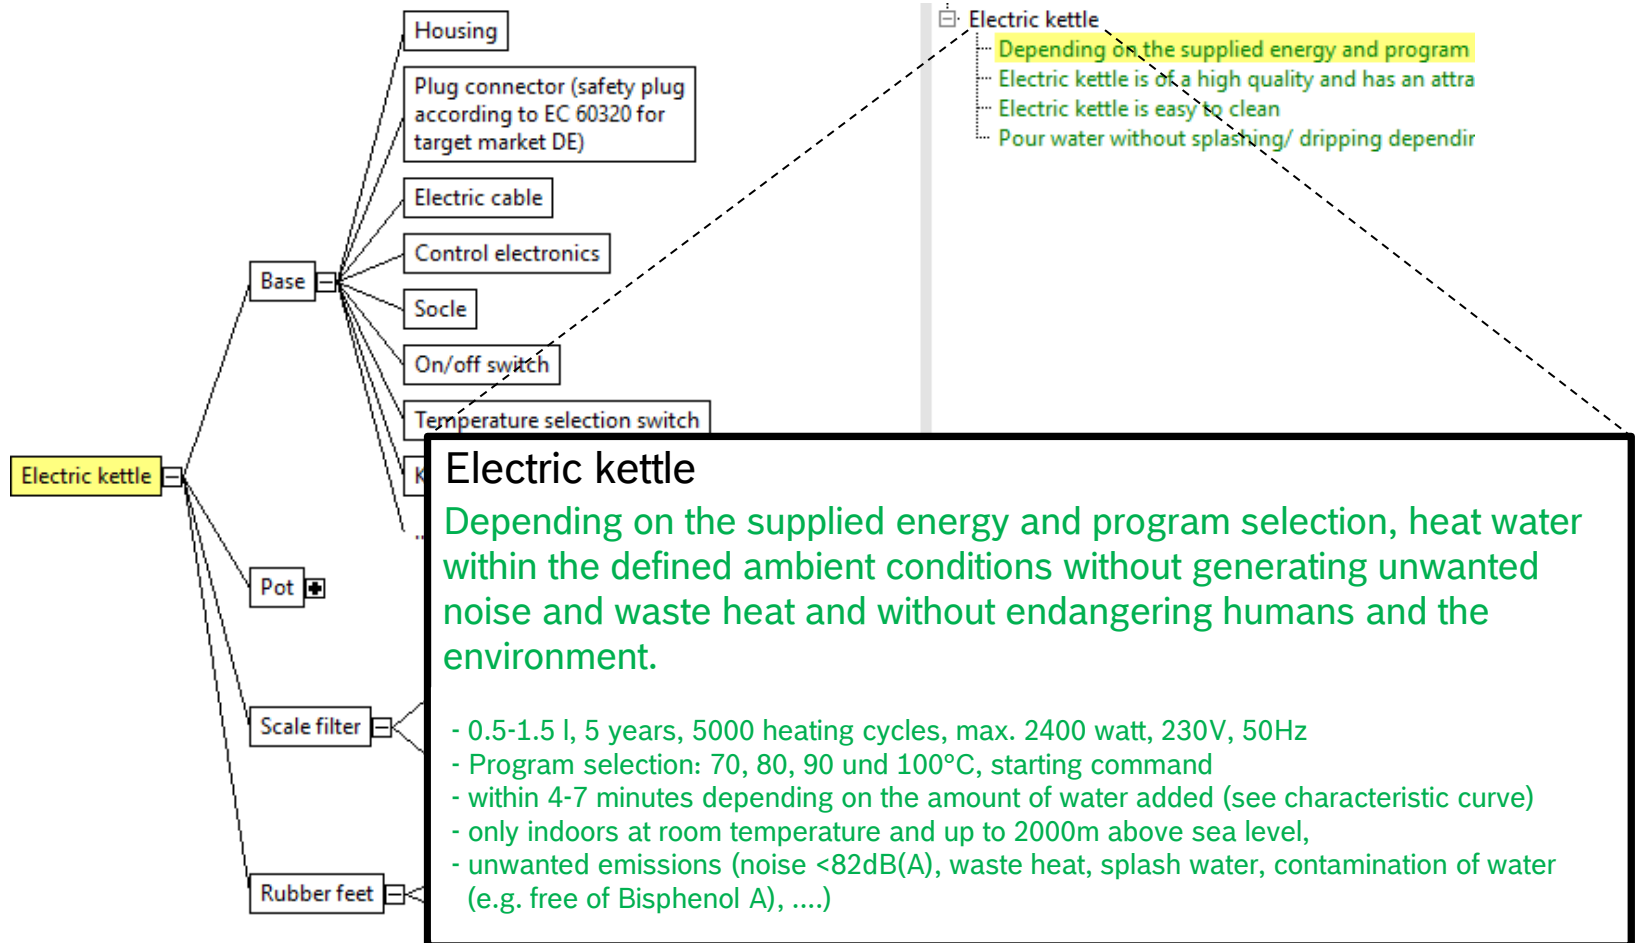 Housing
Plug connector (safety plug
according to EC 60320 for
target market DE)
Electric cable
Control electronics
Base
Socle
On/off switch
Temperature selection switch
K
..
Electric kettle
Pot
Scale filter
Rubber feet
Electric kettle
Depending on the supplied energy and program
Electric kettle is of a high quality and has an attra
Electric kettle is easy to clean
Pour water without splashing/ dripping dependin
Electric kettle
Depending on the supplied energy and program selection, heat water
within the defined ambient conditions without generating unwanted
noise and waste heat and without endangering humans and the
environment.
- 0.5-1.5 l, 5 years, 5000 heating cycles, max. 2400 watt, 230V, 50Hz
- Program selection: 70, 80, 90 und 100°C, starting command
- within 4-7 minutes depending on the amount of water added (see characteristic curve)
- only indoors at room temperature and up to 2000m above sea level,
- unwanted emissions (noise <82dB(A), waste heat, splash water, contamination of water
(e.g. free of Bisphenol A), ....)